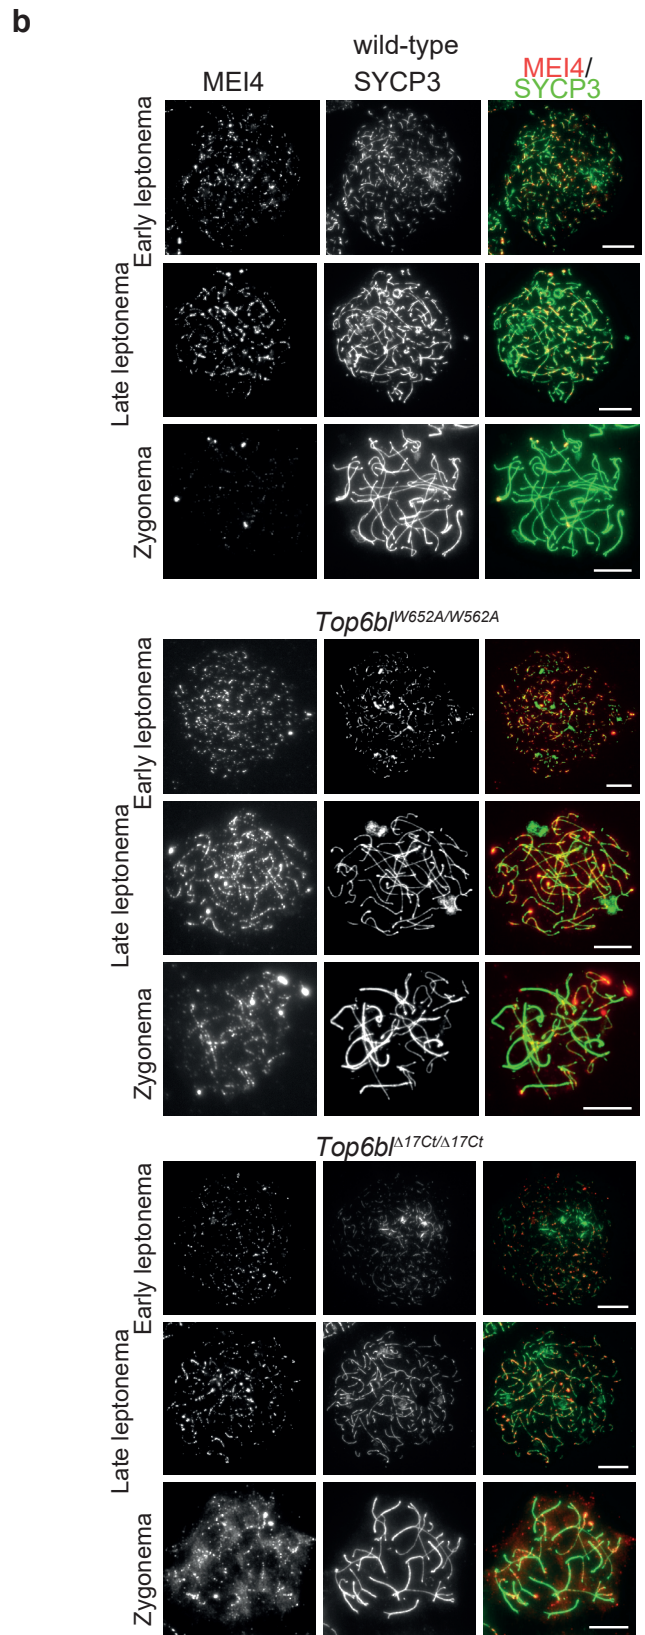 b
wild-type
MEI4 SYCP3 MEI4/
SYCP3
Early leptonema
Late leptonema
Zygonema
Top6bl^W652A/W562A
Early leptonema
Late leptonema
Zygonema
Top6bl^Δ17Ct/Δ17Ct
Early leptonema
Late leptonema
Zygonema